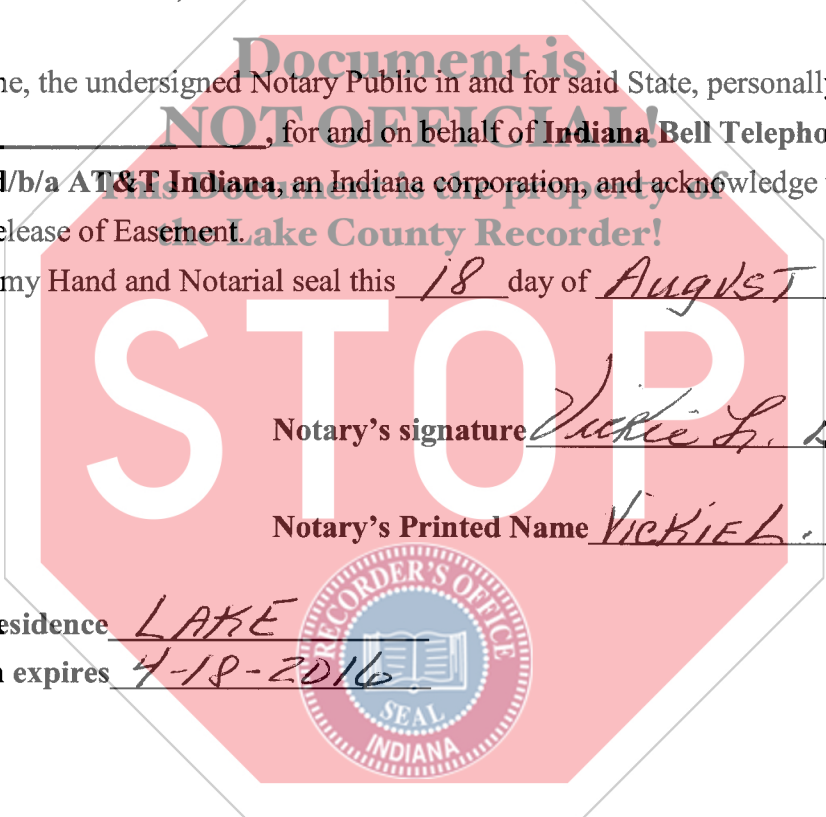 Document is
ne, the undersigned Notary Public in and for said State, personally
NOT OFFICIAL!
, for and on behalf of Indiana Bell Telepho
d/b/a AT&T Indiana, an Indiana corporation, and acknowledge
This Document is the property of
elease of Easement.
the Lake County Recorder!
my Hand and Notarial seal this 18 day of AugusT
STOP
Notary's signature Vickie L.
Notary's Printed Name VickiE L.
esidence LAKE
n expires 4-18-2016
RECORDER'S OFFICE
SEAL
INDIANA